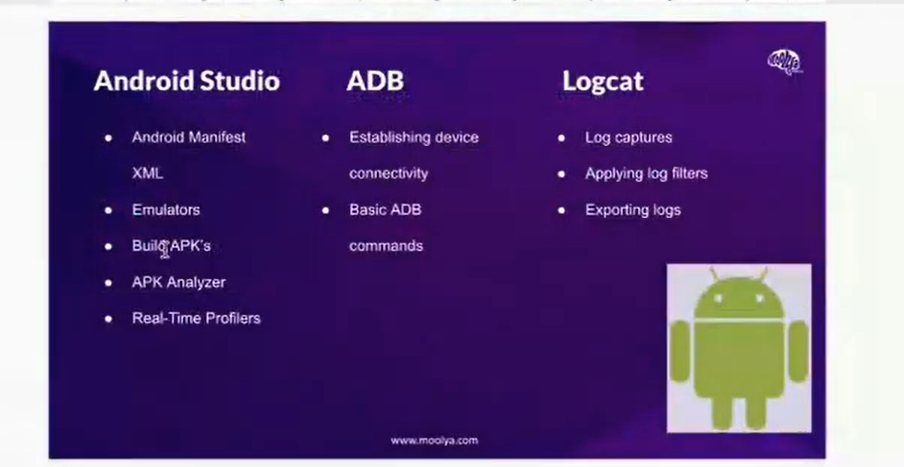 Android Studio
Android Manifest
XML
Emulators
Build APK's
APK Analyzer
Real-Time Profilers
ADB
Establishing device
connectivity
Basic ADB
commands
Logcat
Log captures
Applying log filters
Exporting logs
www.moolya.com